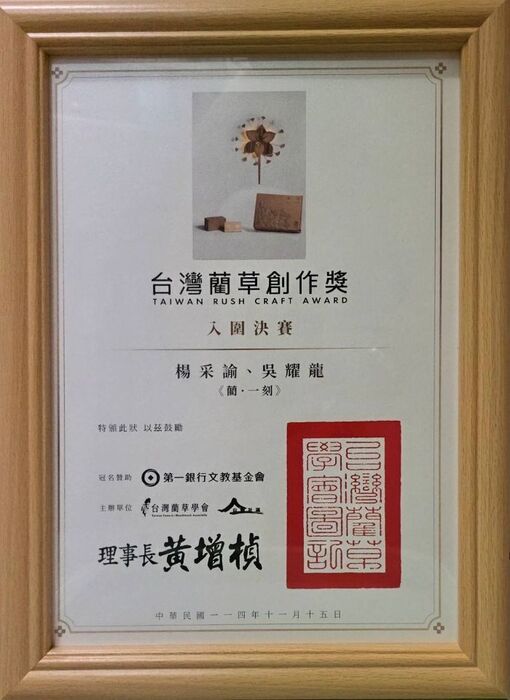 台灣藺草創作獎
TAIWAN RUSH CRAFT AWARD
入圍決賽
楊采諭、吳耀龍
《藺·一刻》
特頒此狀 以茲鼓勵
冠名贊助 第一銀行文教基金會
主辦單位 台灣藺草學會
理事長 黃增楨
台灣藺草
學會圖記
中華民國一一四年十一月十五日